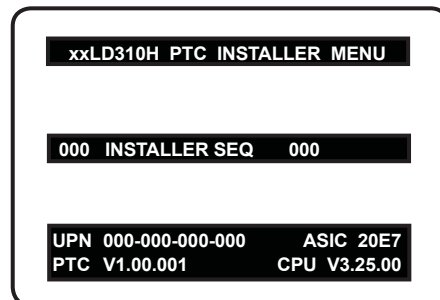 xxLD310H PTC INSTALLER MENU
000 INSTALLER SEQ 000
UPN 000-000-000-000 ASIC 20E7
PTC V1.00.001 CPU V3.25.00